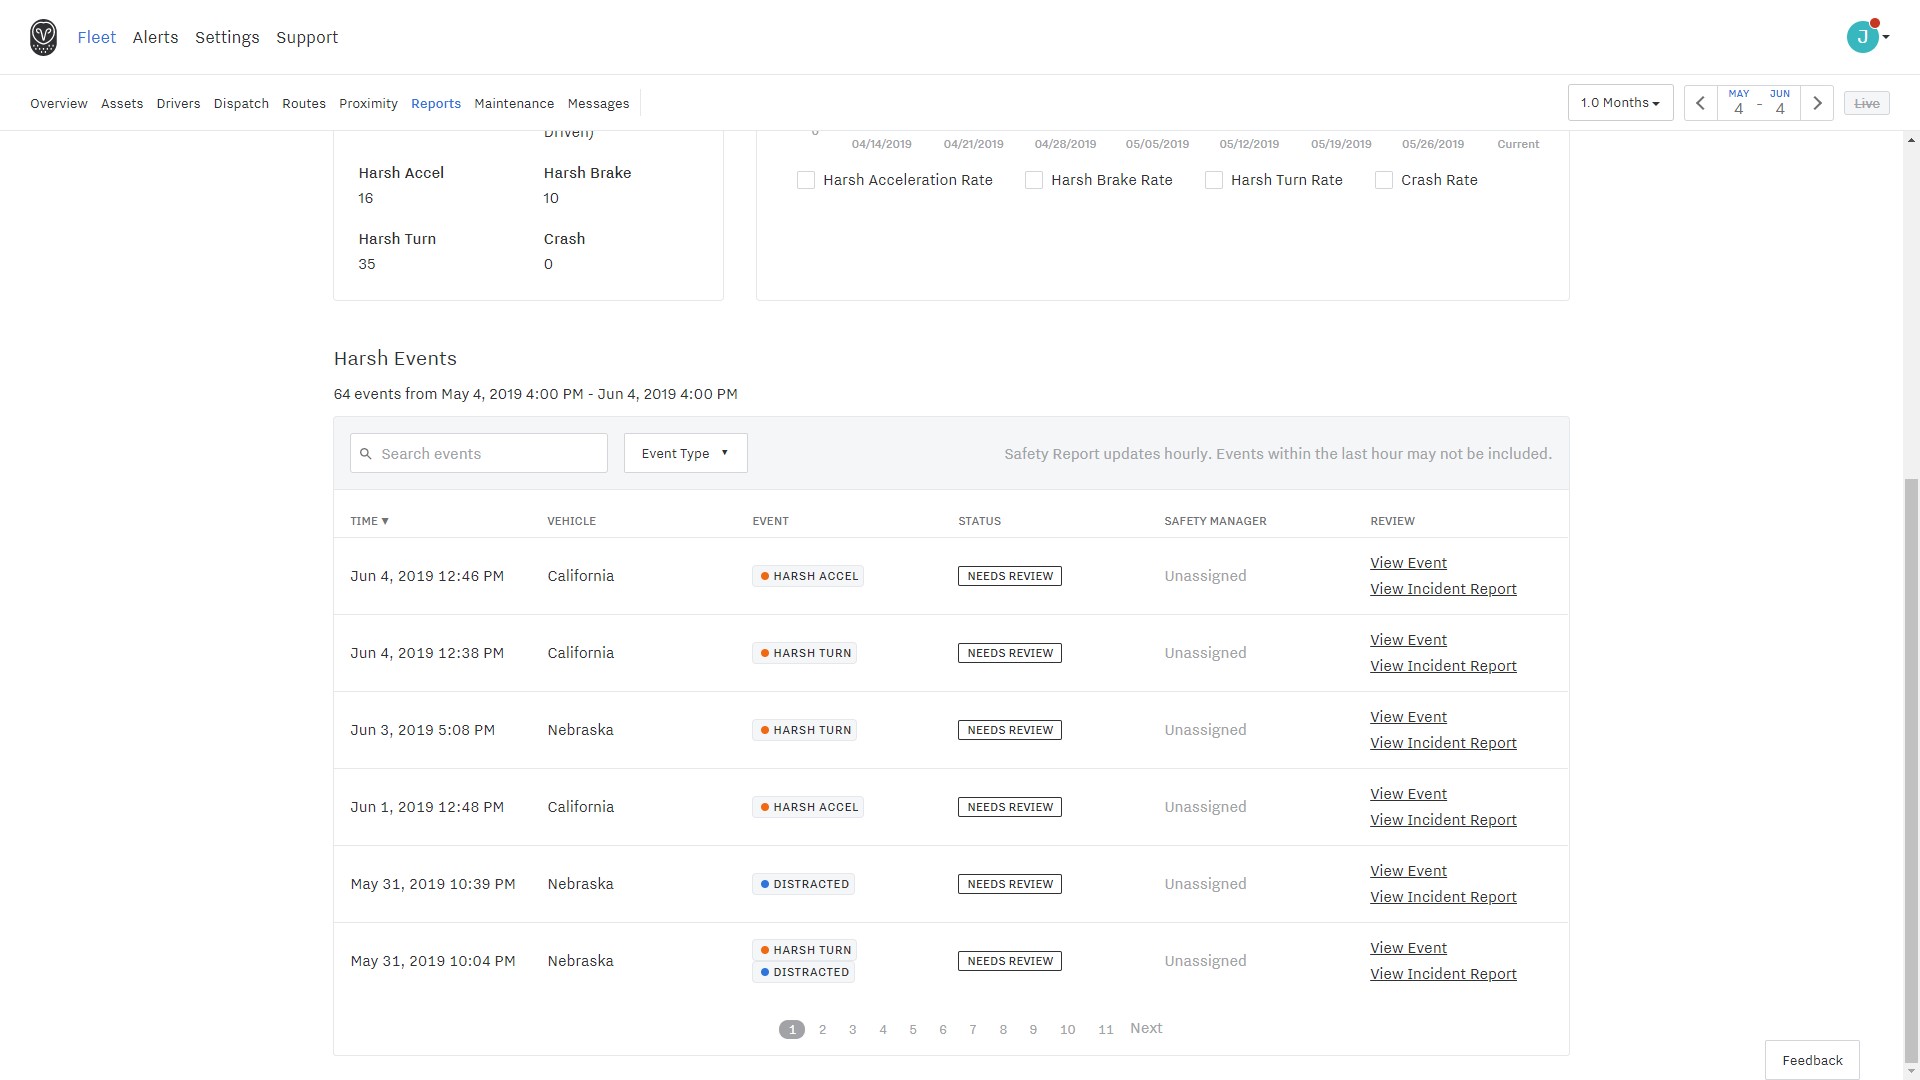 Fleet Alerts Settings Support
J
Overview Assets Drivers Dispatch Routes Proximity Reports Maintenance Messages
1.0 Months
MAY 4 - JUN 4
Live
Driven)
Harsh Accel Harsh Brake
16 10
Harsh Turn Crash
35 0
0
04/14/2019 04/21/2019 04/28/2019 05/05/2019 05/12/2019 05/19/2019 05/26/2019 Current
Harsh Acceleration Rate Harsh Brake Rate Harsh Turn Rate Crash Rate
Harsh Events
64 events from May 4, 2019 4:00 PM - Jun 4, 2019 4:00 PM
Search events Event Type ▼ Safety Report updates hourly. Events within the last hour may not be included.
TIME ▼ VEHICLE EVENT STATUS SAFETY MANAGER REVIEW
Jun 4, 2019 12:46 PM California HARSH ACCEL NEEDS REVIEW Unassigned View Event
View Incident Report
Jun 4, 2019 12:38 PM California HARSH TURN NEEDS REVIEW Unassigned View Event
View Incident Report
Jun 3, 2019 5:08 PM Nebraska HARSH TURN NEEDS REVIEW Unassigned View Event
View Incident Report
Jun 1, 2019 12:48 PM California HARSH ACCEL NEEDS REVIEW Unassigned View Event
View Incident Report
May 31, 2019 10:39 PM Nebraska DISTRACTED NEEDS REVIEW Unassigned View Event
View Incident Report
May 31, 2019 10:04 PM Nebraska HARSH TURN NEEDS REVIEW Unassigned View Event
DISTRACTED View Incident Report
1 2 3 4 5 6 7 8 9 10 11 Next
Feedback